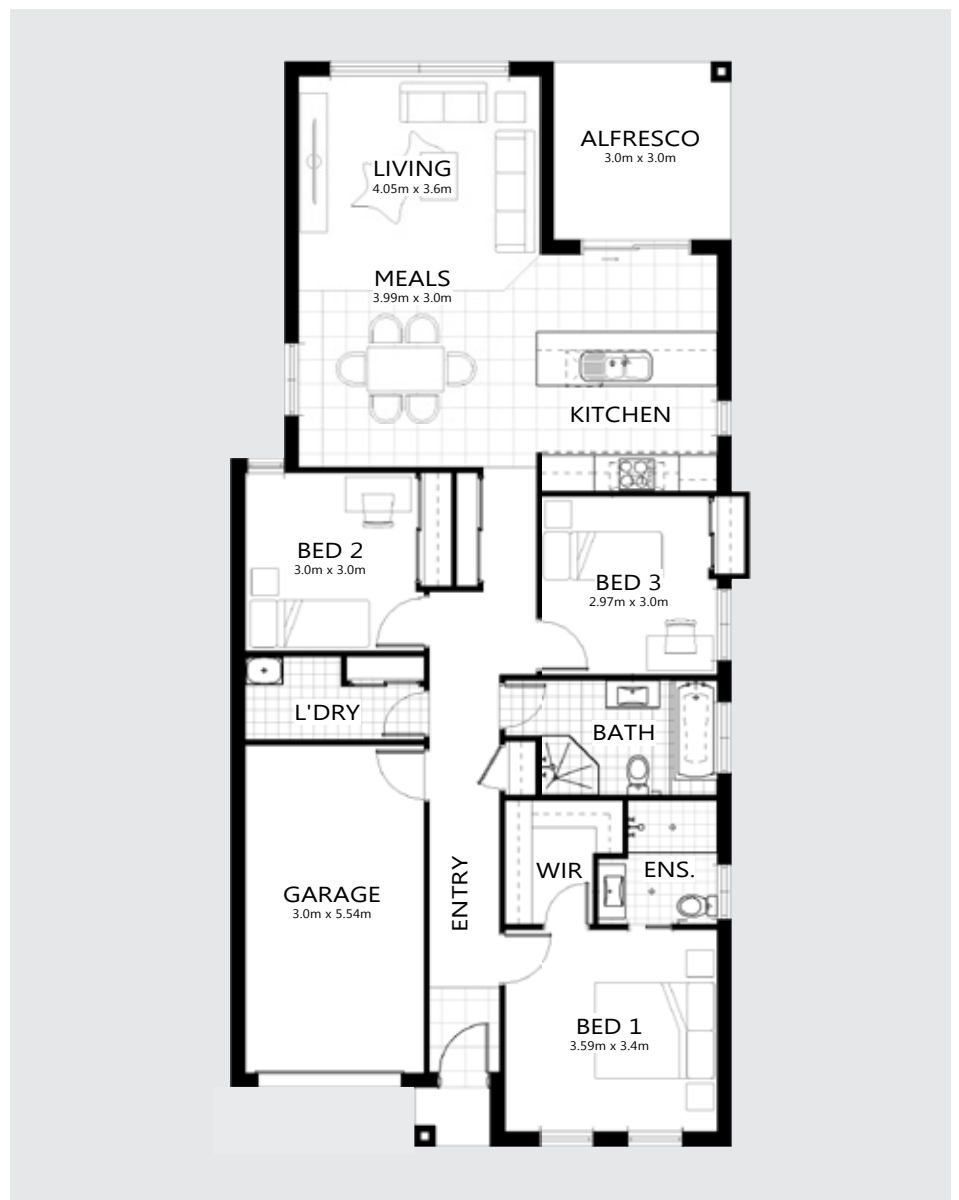 ALFRESCO
3.0m x 3.0m
LIVING
4.05m x 3.6m
MEALS
3.99m x 3.0m
KITCHEN
BED 2
3.0m x 3.0m
BED 3
2.97m x 3.0m
L'DRY
BATH
WIR
ENS.
GARAGE
3.0m x 5.54m
ENTRY
BED 1
3.59m x 3.4m